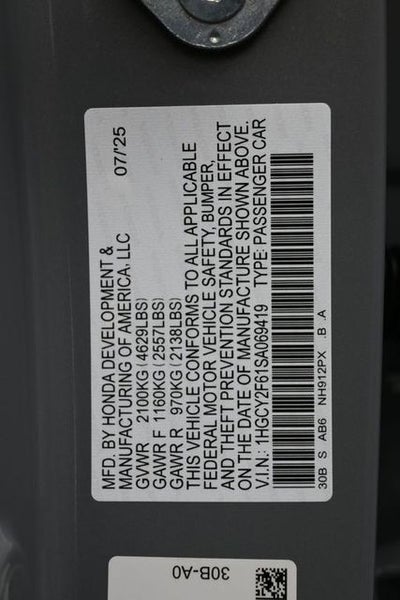 MFD. BY HONDA DEVELOPMENT &
MANUFACTURING OF AMERICA, LLC 07/'25
GVWR 2100KG (4629LBS)
GAWR F 1160KG (2557LBS)
GAWR R 970KG (2138LBS)
THIS VEHICLE CONFORMS TO ALL APPLICABLE
FEDERAL MOTOR VEHICLE SAFETY, BUMPER,
AND THEFT PREVENTION STANDARDS IN EFFECT
ON THE DATE OF MANUFACTURE SHOWN ABOVE.
V.I.N.: 1HGCY2F61SA069419 TYPE: PASSENGER CAR
30B S AB6 NH912PX .B .A
30B-A0